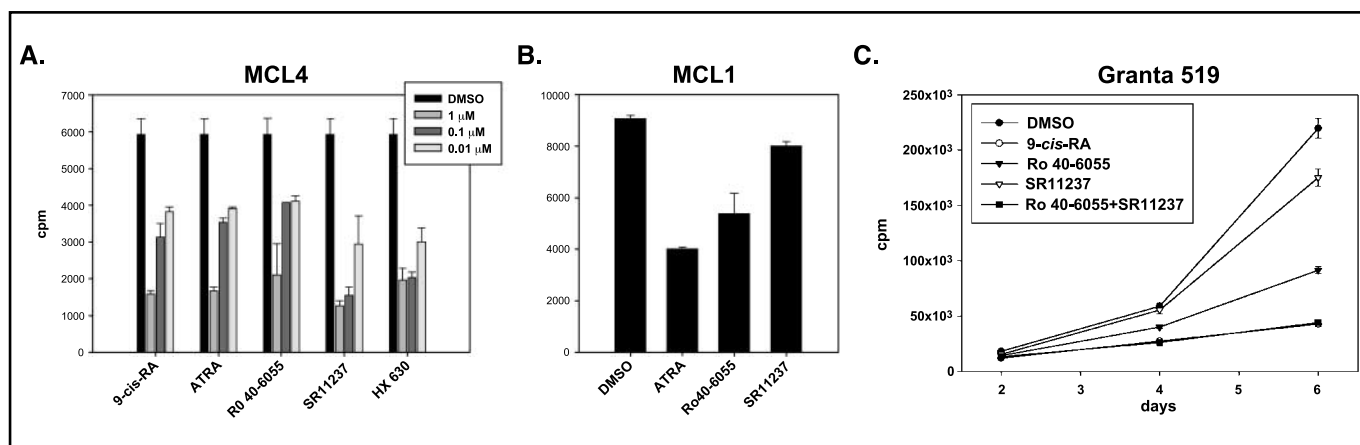 A.
MCL4
7000
6000
5000
4000
3000
2000
1000
0
cpm
DMSO
1 μM
0.1 μM
0.01 μM
9-cis-RA
ATRA
R0 40-6055
SR11237
HX 630
B.
MCL1
10000
8000
6000
4000
2000
0
DMSO
ATRA
Ro40-6055
SR11237
C.
Granta 519
250x10³
200x10³
150x10³
100x10³
50x10³
0
cpm
DMSO
9-cis-RA
Ro 40-6055
SR11237
Ro 40-6055+SR11237
2 3 4 5 6
days